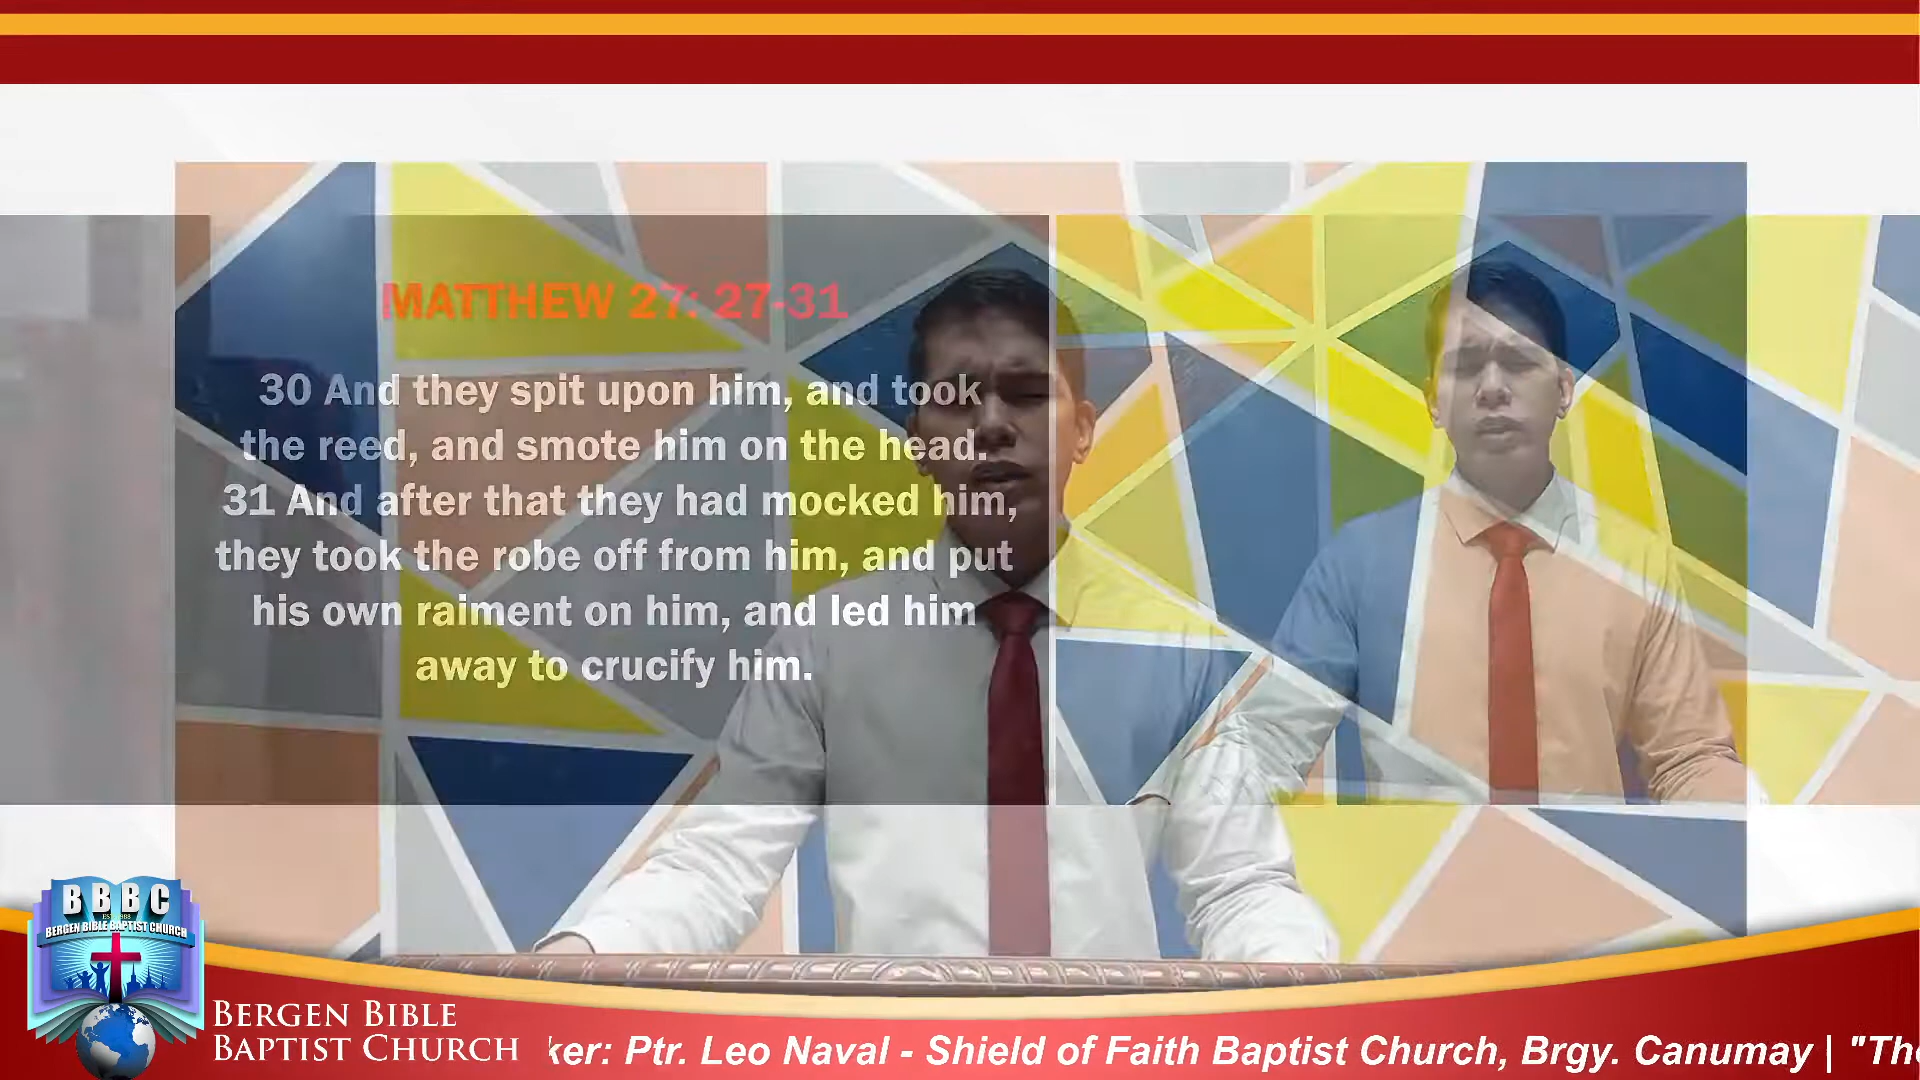 MATTHEW 27: 27-31
30 And they spit upon him, and took
the reed, and smote him on the head.
31 And after that they had mocked him,
they took the robe off from him, and put
his own raiment on him, and led him
away to crucify him.
BBBC
BERGEN BIBLE BAPTIST CHURCH
BERGEN BIBLE
BAPTIST CHURCH
ker: Ptr. Leo Naval - Shield of Faith Baptist Church, Brgy. Canumay | "The